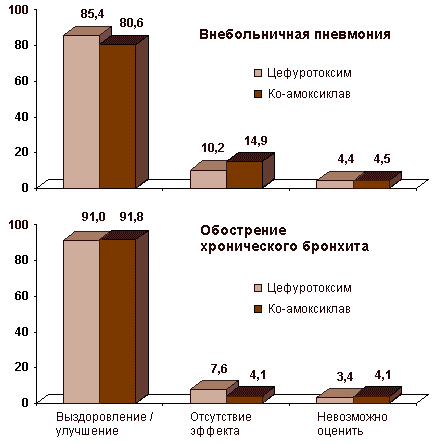 100
80
60
40
20
0
Внебольничная пневмония
Цефуротоксим
Ко-амоксиклав
85,4
80,6
10,2
14,9
4,4
4,5
100
80
60
40
20
0
Обострение
хронического бронхита
Цефуротоксим
Ко-амоксиклав
91,0
91,8
7,6
4,1
3,4
4,1
Выздоровление /
улучшение
Отсутствие
эффекта
Невозможно
оценить